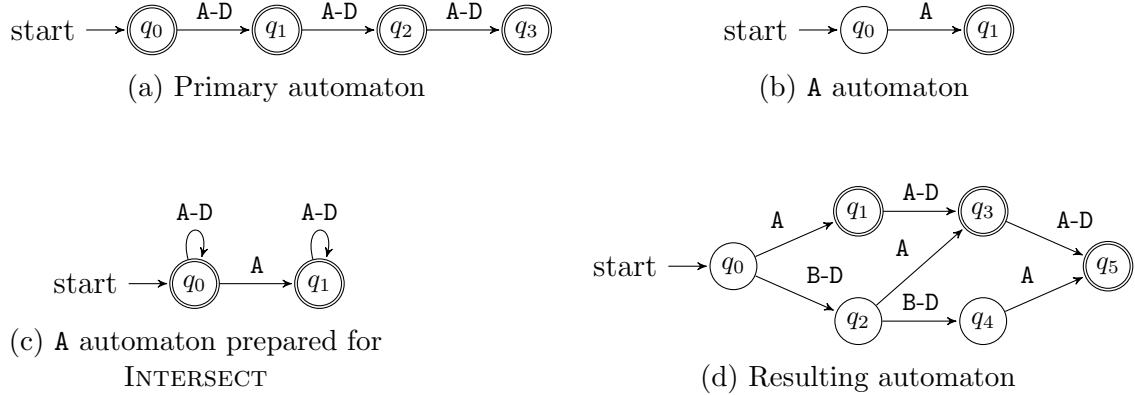 start q₀ A-D q₁ A-D q₂ A-D q₃
(a) Primary automaton
start q₀ A q₁
(b) A automaton
A-D A-D
start q₀ A q₁
(c) A automaton prepared for
INTERSECT
A q₁ A-D q₃ A-D
start q₀ A q₅
B-D q₂ B-D q₄ A
(d) Resulting automaton